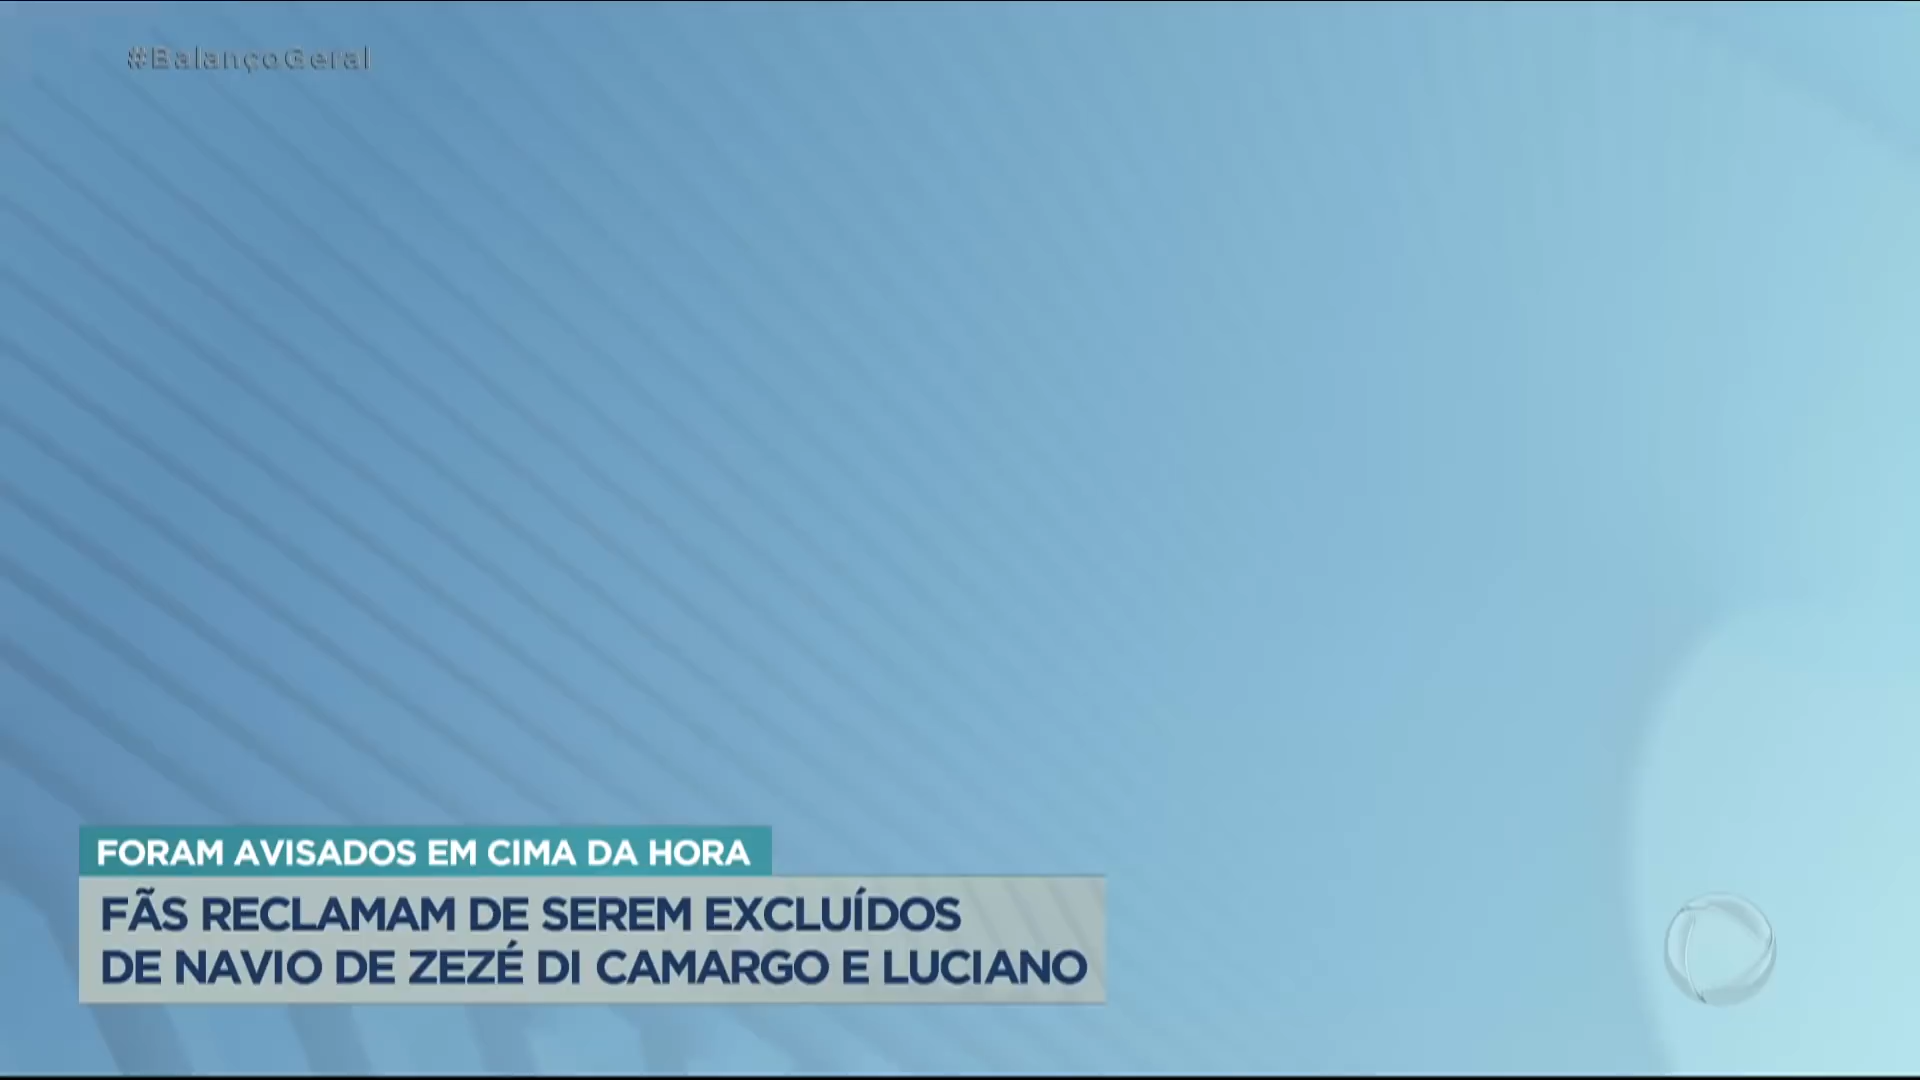 #BalançoGeral
FORAM AVISADOS EM CIMA DA HORA
FÃS RECLAMAM DE SEREM EXCLUÍDOS
DE NAVIO DE ZEZÉ DI CAMARGO E LUCIANO